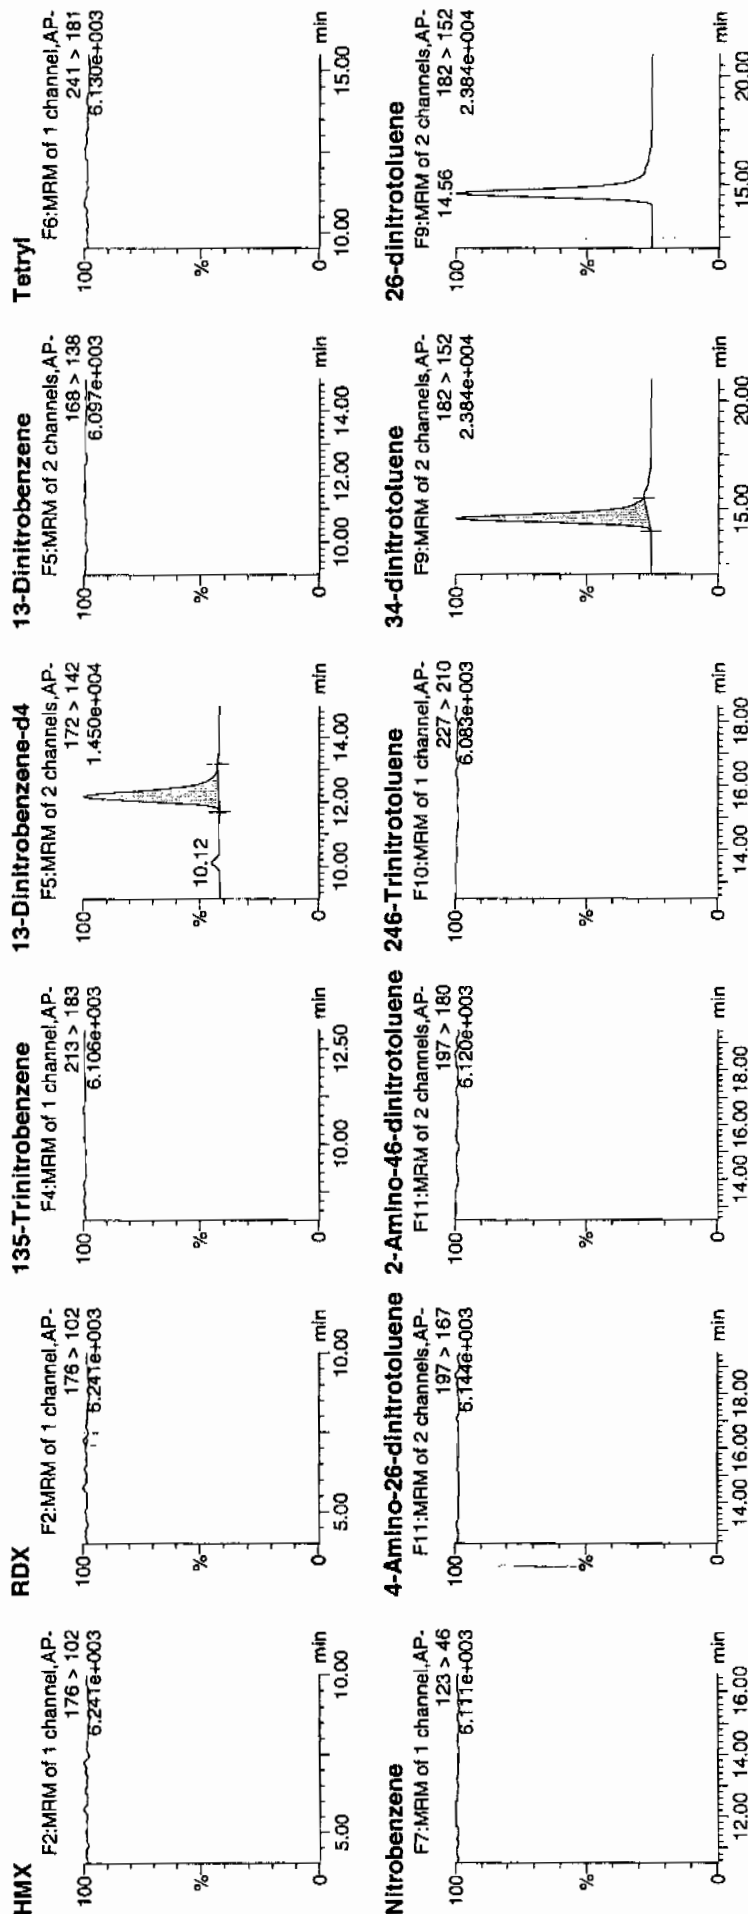 HMX
F2:MRM of 1 channel,AP-
176 > 102
6.241e+003
100
%
0
5.00
10.00
min
RDX
F2:MRM of 1 channel,AP-
176 > 102
6.241e+003
100
%
0
5.00
10.00
min
135-Trinitrobenzene
F4:MRM of 1 channel,AP-
213 > 183
6.106e+003
100
%
0
10.00
12.50
min
13-Dinitrobenzene-d4
F5:MRM of 2 channels,AP-
172 > 142
1.450e+004
100
10.12
%
0
10.00
12.00
14.00
min
13-Dinitrobenzene
F5:MRM of 2 channels,AP-
168 > 138
6.097e+003
100
%
0
10.00
12.00
14.00
min
Tetryl
F6:MRM of 1 channel,AP-
241 > 181
6.130e+003
100
%
0
10.00
15.00
min
Nitrobenzene
F7:MRM of 1 channel,AP-
123 > 46
6.111e+003
100
%
0
12.00
14.00
16.00
min
4-Amino-26-dinitrotoluene
F11:MRM of 2 channels,AP-
197 > 167
6.144e+003
100
%
0
14.00
16.00
18.00
min
2-Amino-46-dinitrotoluene
F11:MRM of 2 channels,AP-
197 > 180
6.120e+003
100
%
0
14.00
16.00
18.00
min
246-Trinitrotoluene
F10:MRM of 1 channel,AP-
227 > 210
6.083e+003
100
%
0
14.00
16.00
18.00
min
34-dinitrotoluene
F9:MRM of 2 channels,AP-
182 > 152
2.384e+004
100
%
0
15.00
20.00
min
26-dinitrotoluene
F9:MRM of 2 channels,AP-
182 > 152
2.384e+004
100
14.56
%
0
15.00
20.00
min